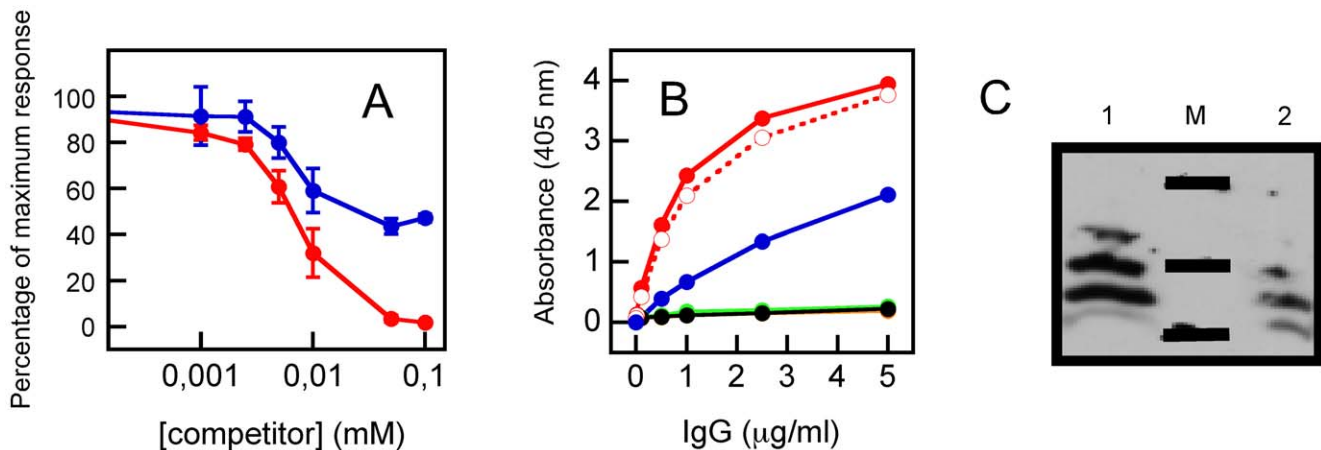 Percentage of maximum response
100
80
60
40
20
0
A
0,001 0,01 0,1
[competitor] (mM)
Absorbance (405 nm)
4
3
2
1
0
B
0 1 2 3 4 5
IgG (μg/ml)
C
1 M 2